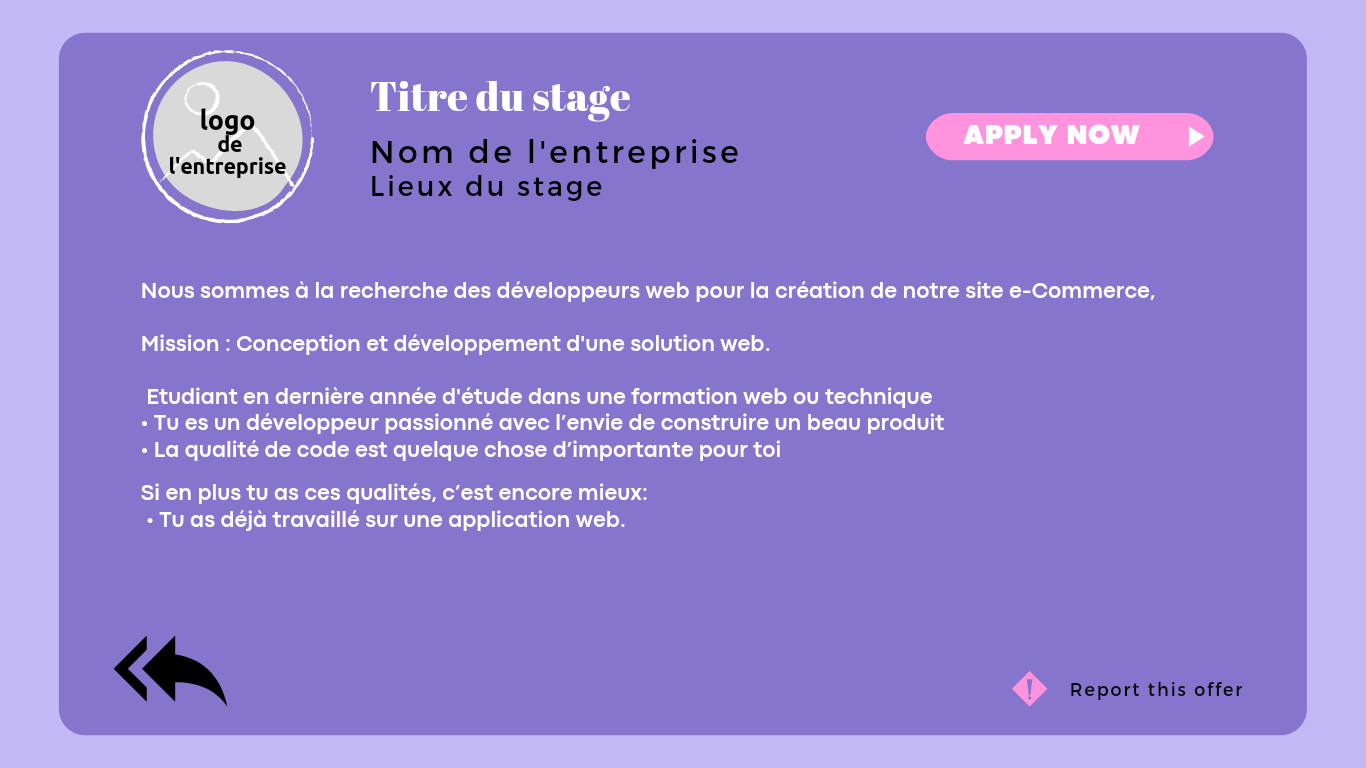 logo
de
l'entreprise
Titre du stage
Nom de l'entreprise
Lieux du stage
APPLY NOW
Nous sommes à la recherche des développeurs web pour la création de notre site e-Commerce,
Mission : Conception et développement d'une solution web.
Etudiant en dernière année d'étude dans une formation web ou technique
• Tu es un développeur passionné avec l’envie de construire un beau produit
• La qualité de code est quelque chose d’importante pour toi
Si en plus tu as ces qualités, c’est encore mieux:
• Tu as déjà travaillé sur une application web.
!
Report this offer